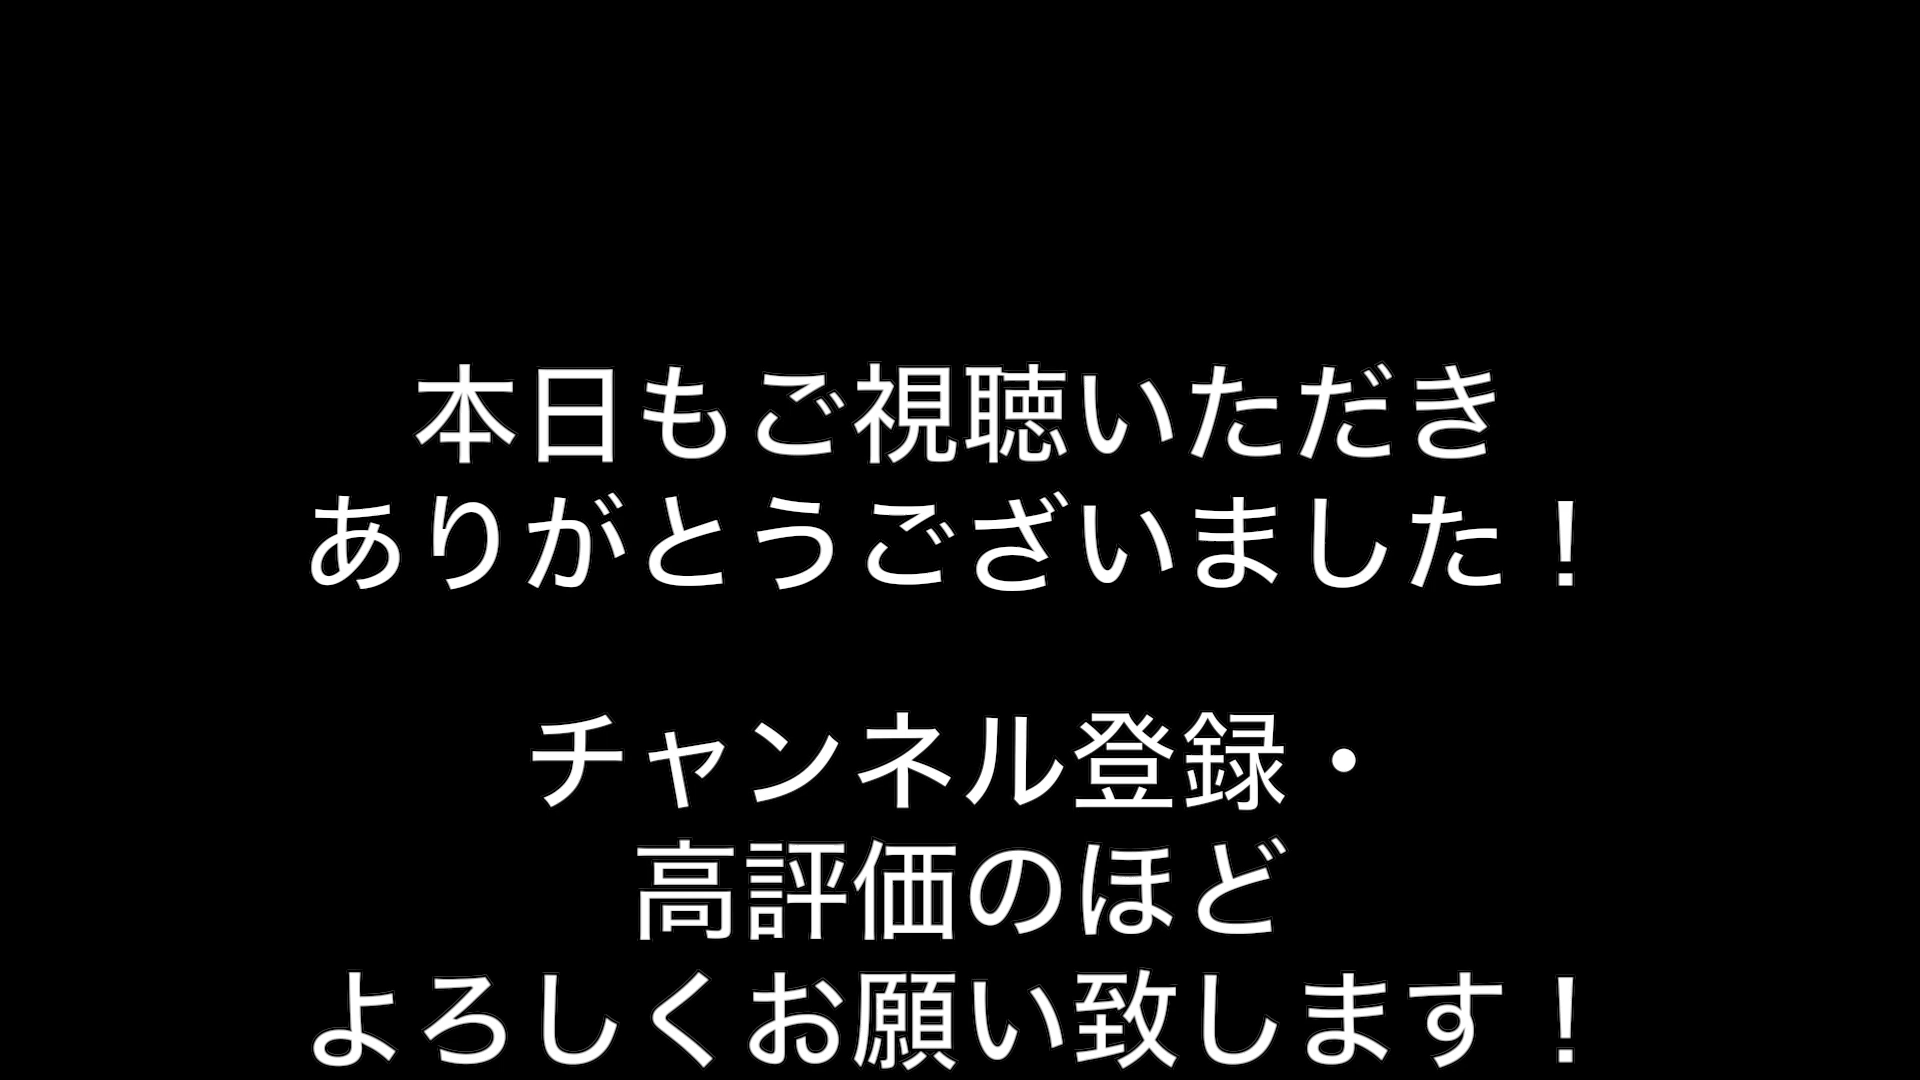 本日もご視聴いただき
ありがとうございました！
チャンネル登録・
高評価のほど
よろしくお願い致します！